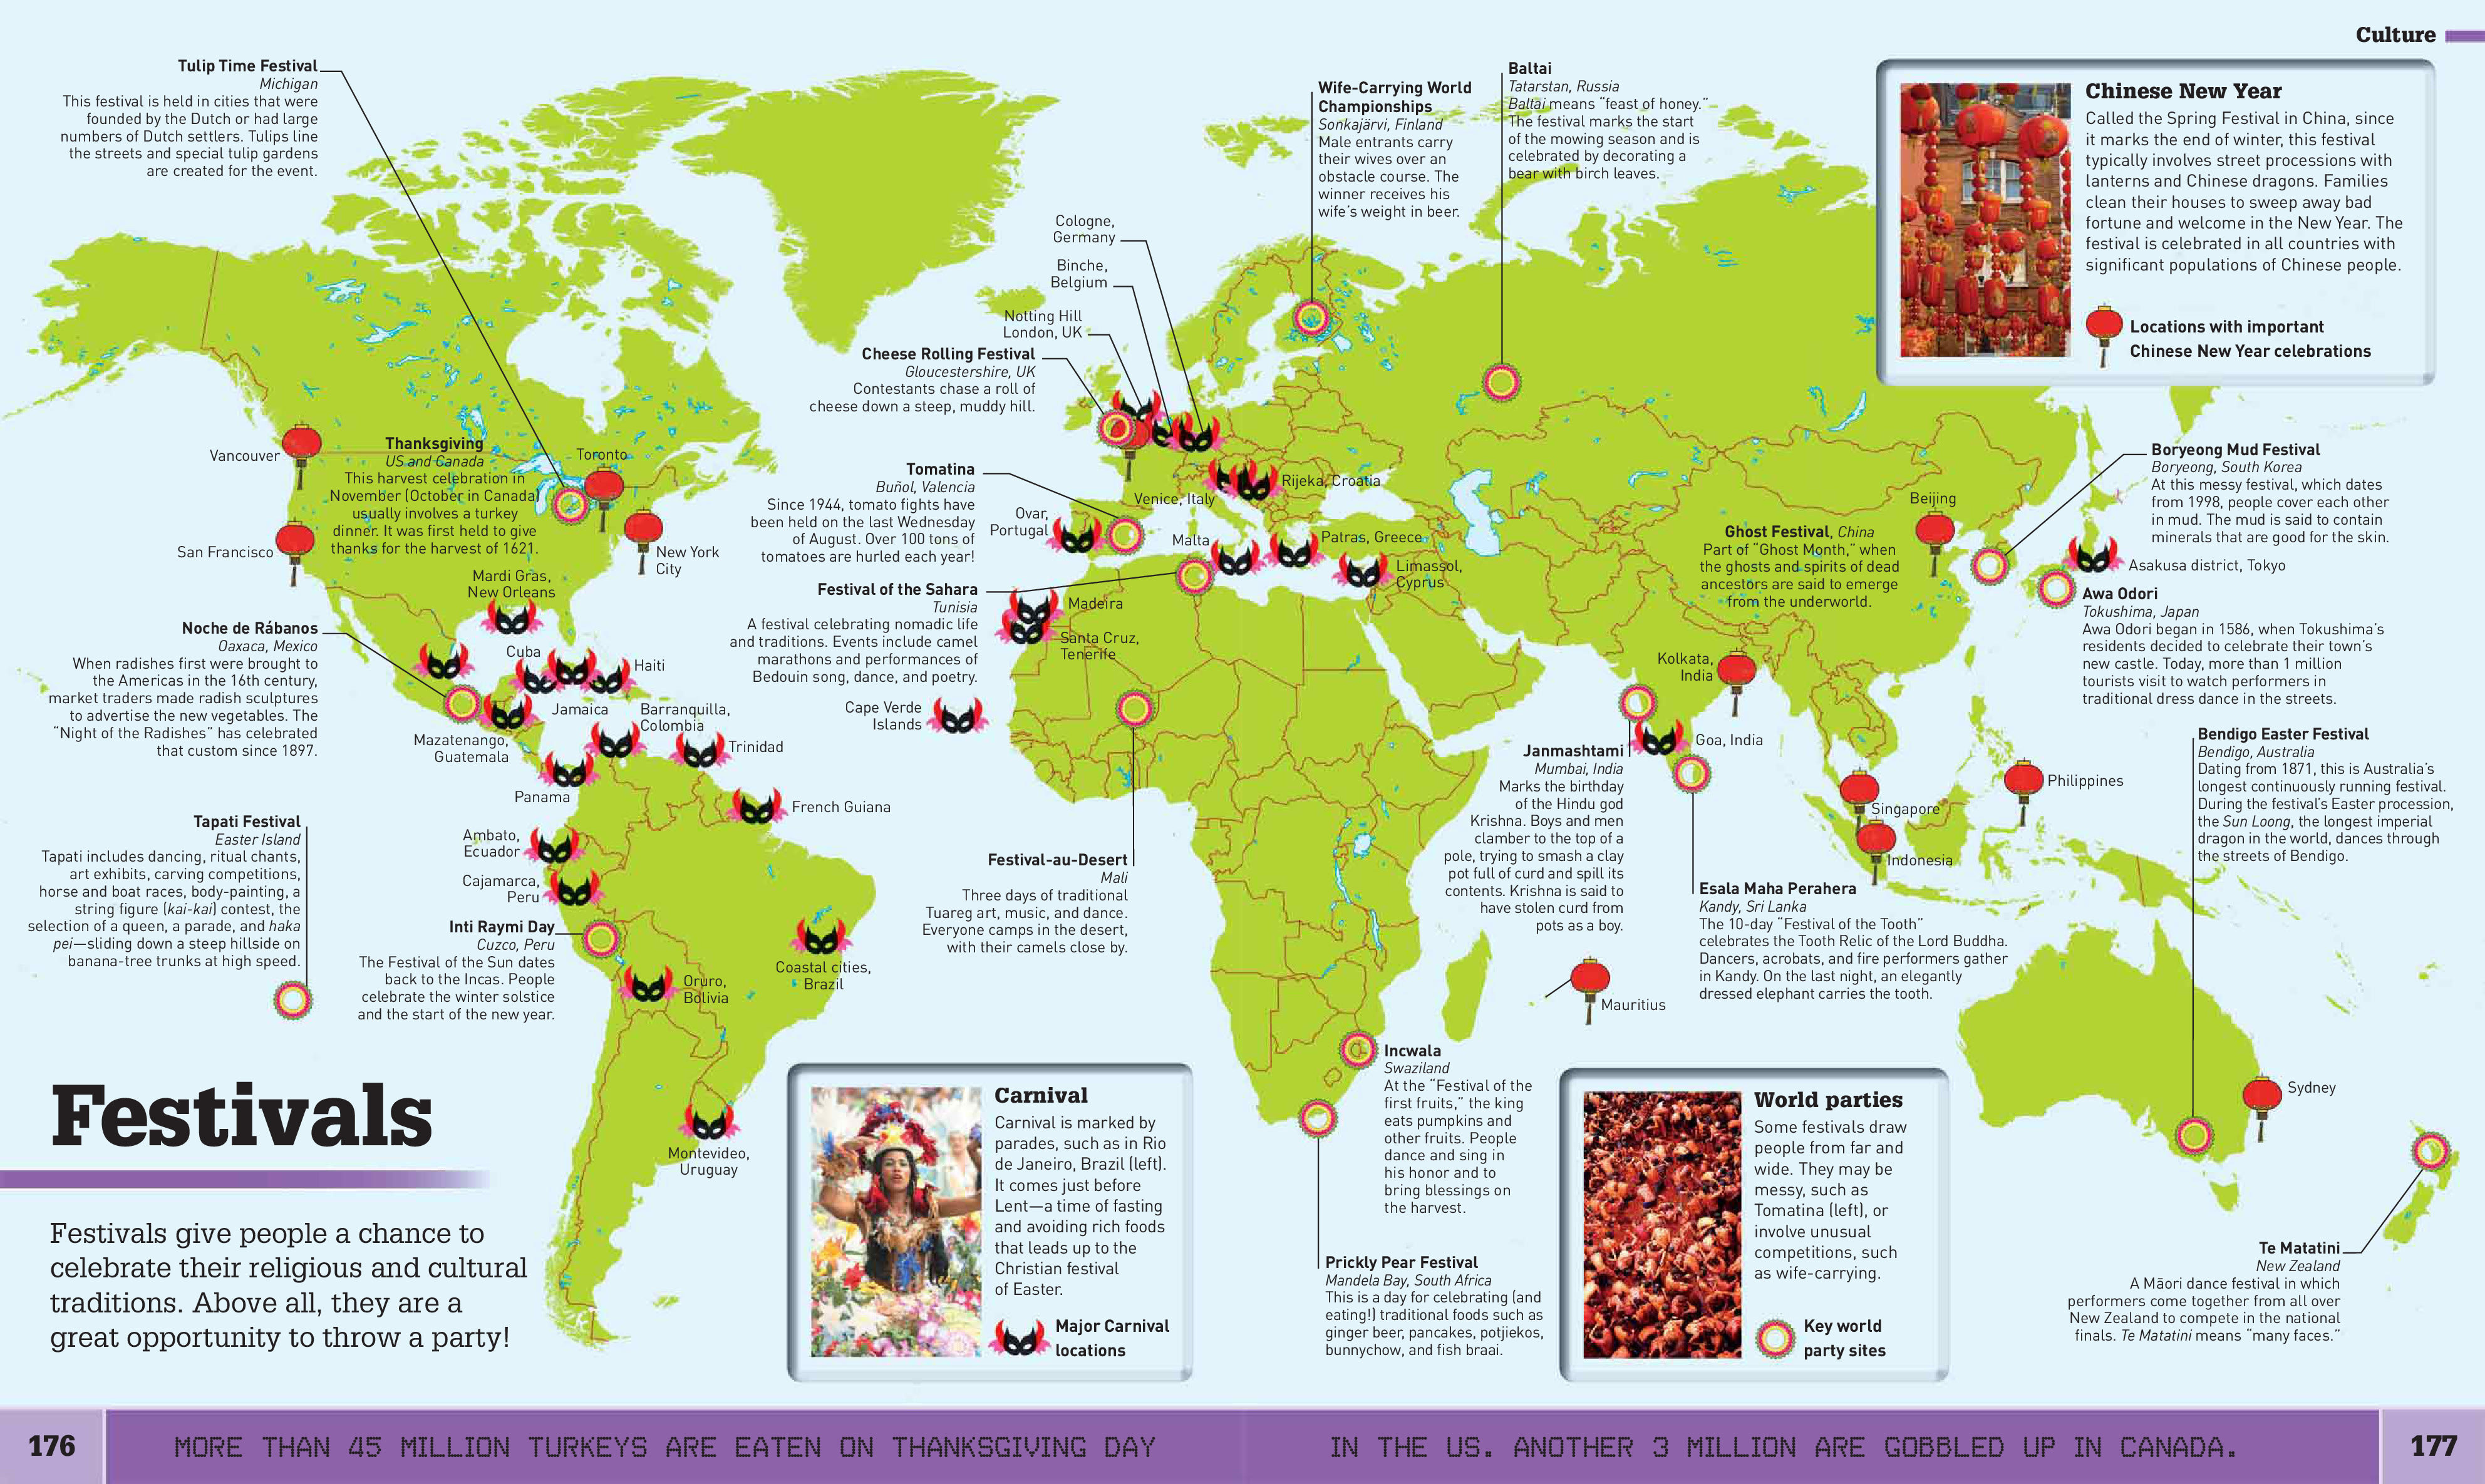 Culture
Tulip Time Festival
Michigan
This festival is held in cities that were
founded by the Dutch or had large
numbers of Dutch settlers. Tulips line
the streets and special tulip gardens
are created for the event.
Wife-Carrying World
Championships
Sonkajärvi, Finland
Male entrants carry
their wives over an
obstacle course. The
winner receives his
wife's weight in beer.
Baltai
Tatarstan, Russia
Baltai means “feast of honey.”
The festival marks the start
of the mowing season and is
celebrated by decorating a
bear with birch leaves.
Chinese New Year
Called the Spring Festival in China, since
it marks the end of winter, this festival
typically involves street processions with
lanterns and Chinese dragons. Families
clean their houses to sweep away bad
fortune and welcome in the New Year. The
festival is celebrated in all countries with
significant populations of Chinese people.
Locations with important
Chinese New Year celebrations
Cologne,
Germany
Binche,
Belgium
Notting Hill
London, UK
Cheese Rolling Festival
Gloucestershire, UK
Contestants chase a roll of
cheese down a steep, muddy hill.
Vancouver
Thanksgiving
US and Canada
This harvest celebration in
November (October in Canada)
usually involves a turkey
dinner. It was first held to give
thanks for the harvest of 1621.
Toronto
San Francisco
New York
City
Mardi Gras,
New Orleans
Tomatina
Buñol, Valencia
Since 1944, tomato fights have
been held on the last Wednesday
of August. Over 100 tons of
tomatoes are hurled each year!
Ovar,
Portugal
Venice, Italy
Rijeka, Croatia
Malta
Patras, Greece
Limassol,
Cyprus
Festival of the Sahara
Tunisia
A festival celebrating nomadic life
and traditions. Events include camel
marathons and performances of
Bedouin song, dance, and poetry.
Madeira
Santa Cruz,
Tenerife
Cape Verde
Islands
Ghost Festival, China
Part of “Ghost Month,” when
the ghosts and spirits of dead
ancestors are said to emerge
from the underworld.
Beijing
Boryeong Mud Festival
Boryeong, South Korea
At this messy festival, which dates
from 1998, people cover each other
in mud. The mud is said to contain
minerals that are good for the skin.
Asakusa district, Tokyo
Awa Odori
Tokushima, Japan
Awa Odori began in 1586, when Tokushima's
residents decided to celebrate their town's
new castle. Today, more than 1 million
tourists visit to watch performers in
traditional dress dance in the streets.
Noche de Rábanos
Oaxaca, Mexico
When radishes first were brought to
the Americas in the 16th century,
market traders made radish sculptures
to advertise the new vegetables. The
“Night of the Radishes” has celebrated
that custom since 1897.
Cuba
Haiti
Jamaica
Barranquilla,
Colombia
Mazatenango,
Guatemala
Trinidad
Panama
French Guiana
Kolkata,
India
Goa, India
Janmashtami
Mumbai, India
Marks the birthday
of the Hindu god
Krishna. Boys and men
clamber to the top of a
pole, trying to smash a clay
pot full of curd and spill its
contents. Krishna is said to
have stolen curd from
pots as a boy.
Philippines
Singapore
Indonesia
Bendigo Easter Festival
Bendigo, Australia
Dating from 1871, this is Australia's
longest continuously running festival.
During the festival's Easter procession,
the Sun Loong, the longest imperial
dragon in the world, dances through
the streets of Bendigo.
Tapati Festival
Easter Island
Tapati includes dancing, ritual chants,
art exhibits, carving competitions,
horse and boat races, body-painting, a
string figure (kai-kai) contest, the
selection of a queen, a parade, and haka
pei—sliding down a steep hillside on
banana-tree trunks at high speed.
Ambato,
Ecuador
Cajamarca,
Peru
Inti Raymi Day
Cuzco, Peru
The Festival of the Sun dates
back to the Incas. People
celebrate the winter solstice
and the start of the new year.
Oruro,
Bolivia
Coastal cities,
Brazil
Montevideo,
Uruguay
Festival-au-Desert
Mali
Three days of traditional
Tuareg art, music, and dance.
Everyone camps in the desert,
with their camels close by.
Esala Maha Perahera
Kandy, Sri Lanka
The 10-day “Festival of the Tooth”
celebrates the Tooth Relic of the Lord Buddha.
Dancers, acrobats, and fire performers gather
in Kandy. On the last night, an elegantly
dressed elephant carries the tooth.
Mauritius
Incwala
Swaziland
At the “Festival of the
first fruits,” the king
eats pumpkins and
other fruits. People
dance and sing in
his honor and to
bring blessings on
the harvest.
Prickly Pear Festival
Mandela Bay, South Africa
This is a day for celebrating (and
eating!) traditional foods such as
ginger beer, pancakes, potjiekos,
bunnychow, and fish braai.
Sydney
Te Matatini
New Zealand
A Māori dance festival in which
performers come together from all over
New Zealand to compete in the national
finals. Te Matatini means “many faces.”
Festivals
Festivals give people a chance to
celebrate their religious and cultural
traditions. Above all, they are a
great opportunity to throw a party!
Carnival
Carnival is marked by
parades, such as in Rio
de Janeiro, Brazil (left).
It comes just before
Lent—a time of fasting
and avoiding rich foods
that leads up to the
Christian festival
of Easter.
Major Carnival
locations
World parties
Some festivals draw
people from far and
wide. They may be
messy, such as
Tomatina (left), or
involve unusual
competitions, such
as wife-carrying.
Key world
party sites
176
MORE THAN 45 MILLION TURKEYS ARE EATEN ON THANKSGIVING DAY
IN THE US. ANOTHER 3 MILLION ARE GOBBLED UP IN CANADA.
177